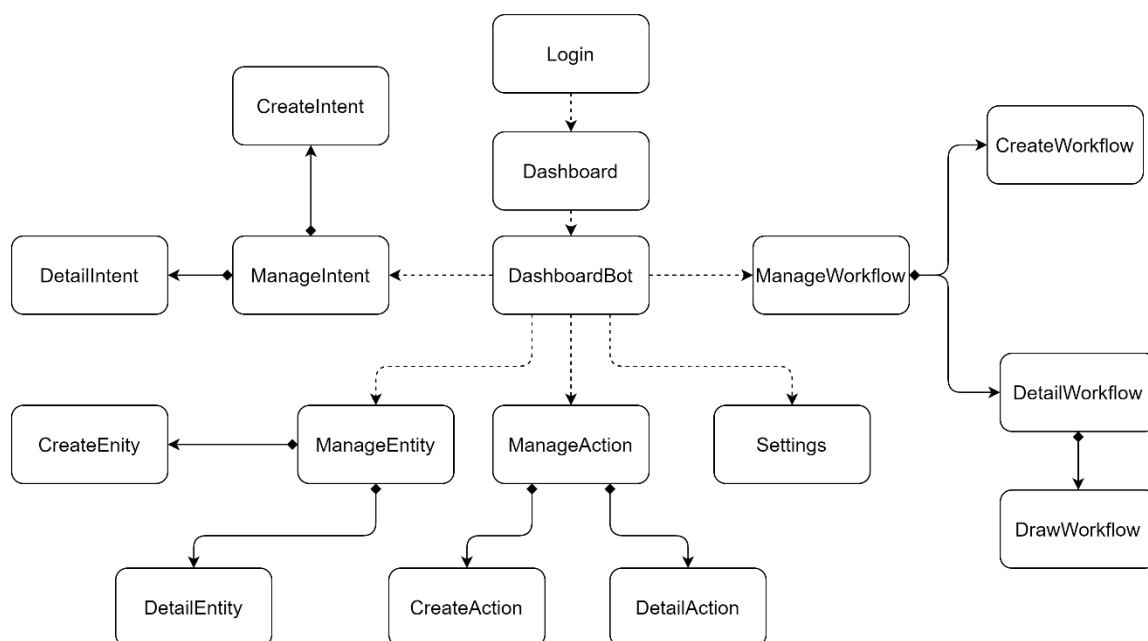 Login
CreateIntent
CreateWorkflow
Dashboard
DetailIntent
ManageIntent
DashboardBot
ManageWorkflow
DetailWorkflow
CreateEnity
ManageEntity
ManageAction
Settings
DrawWorkflow
DetailEntity
CreateAction
DetailAction